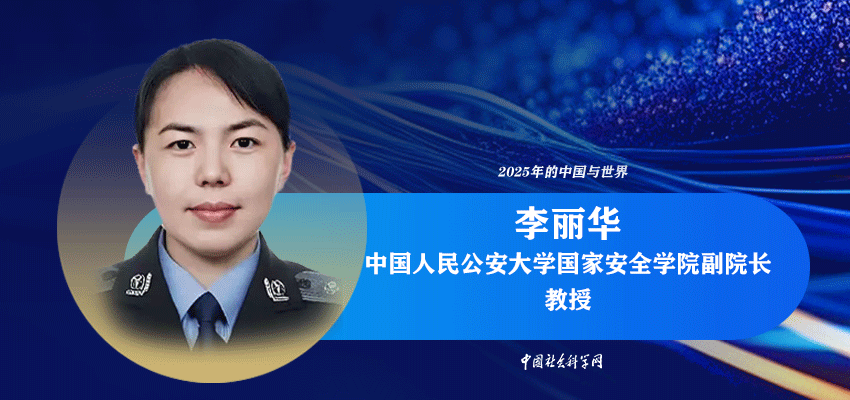 2025年的中国与世界
李丽华
中国人民公安大学国家安全学院副院长
教授
中国社会科学网